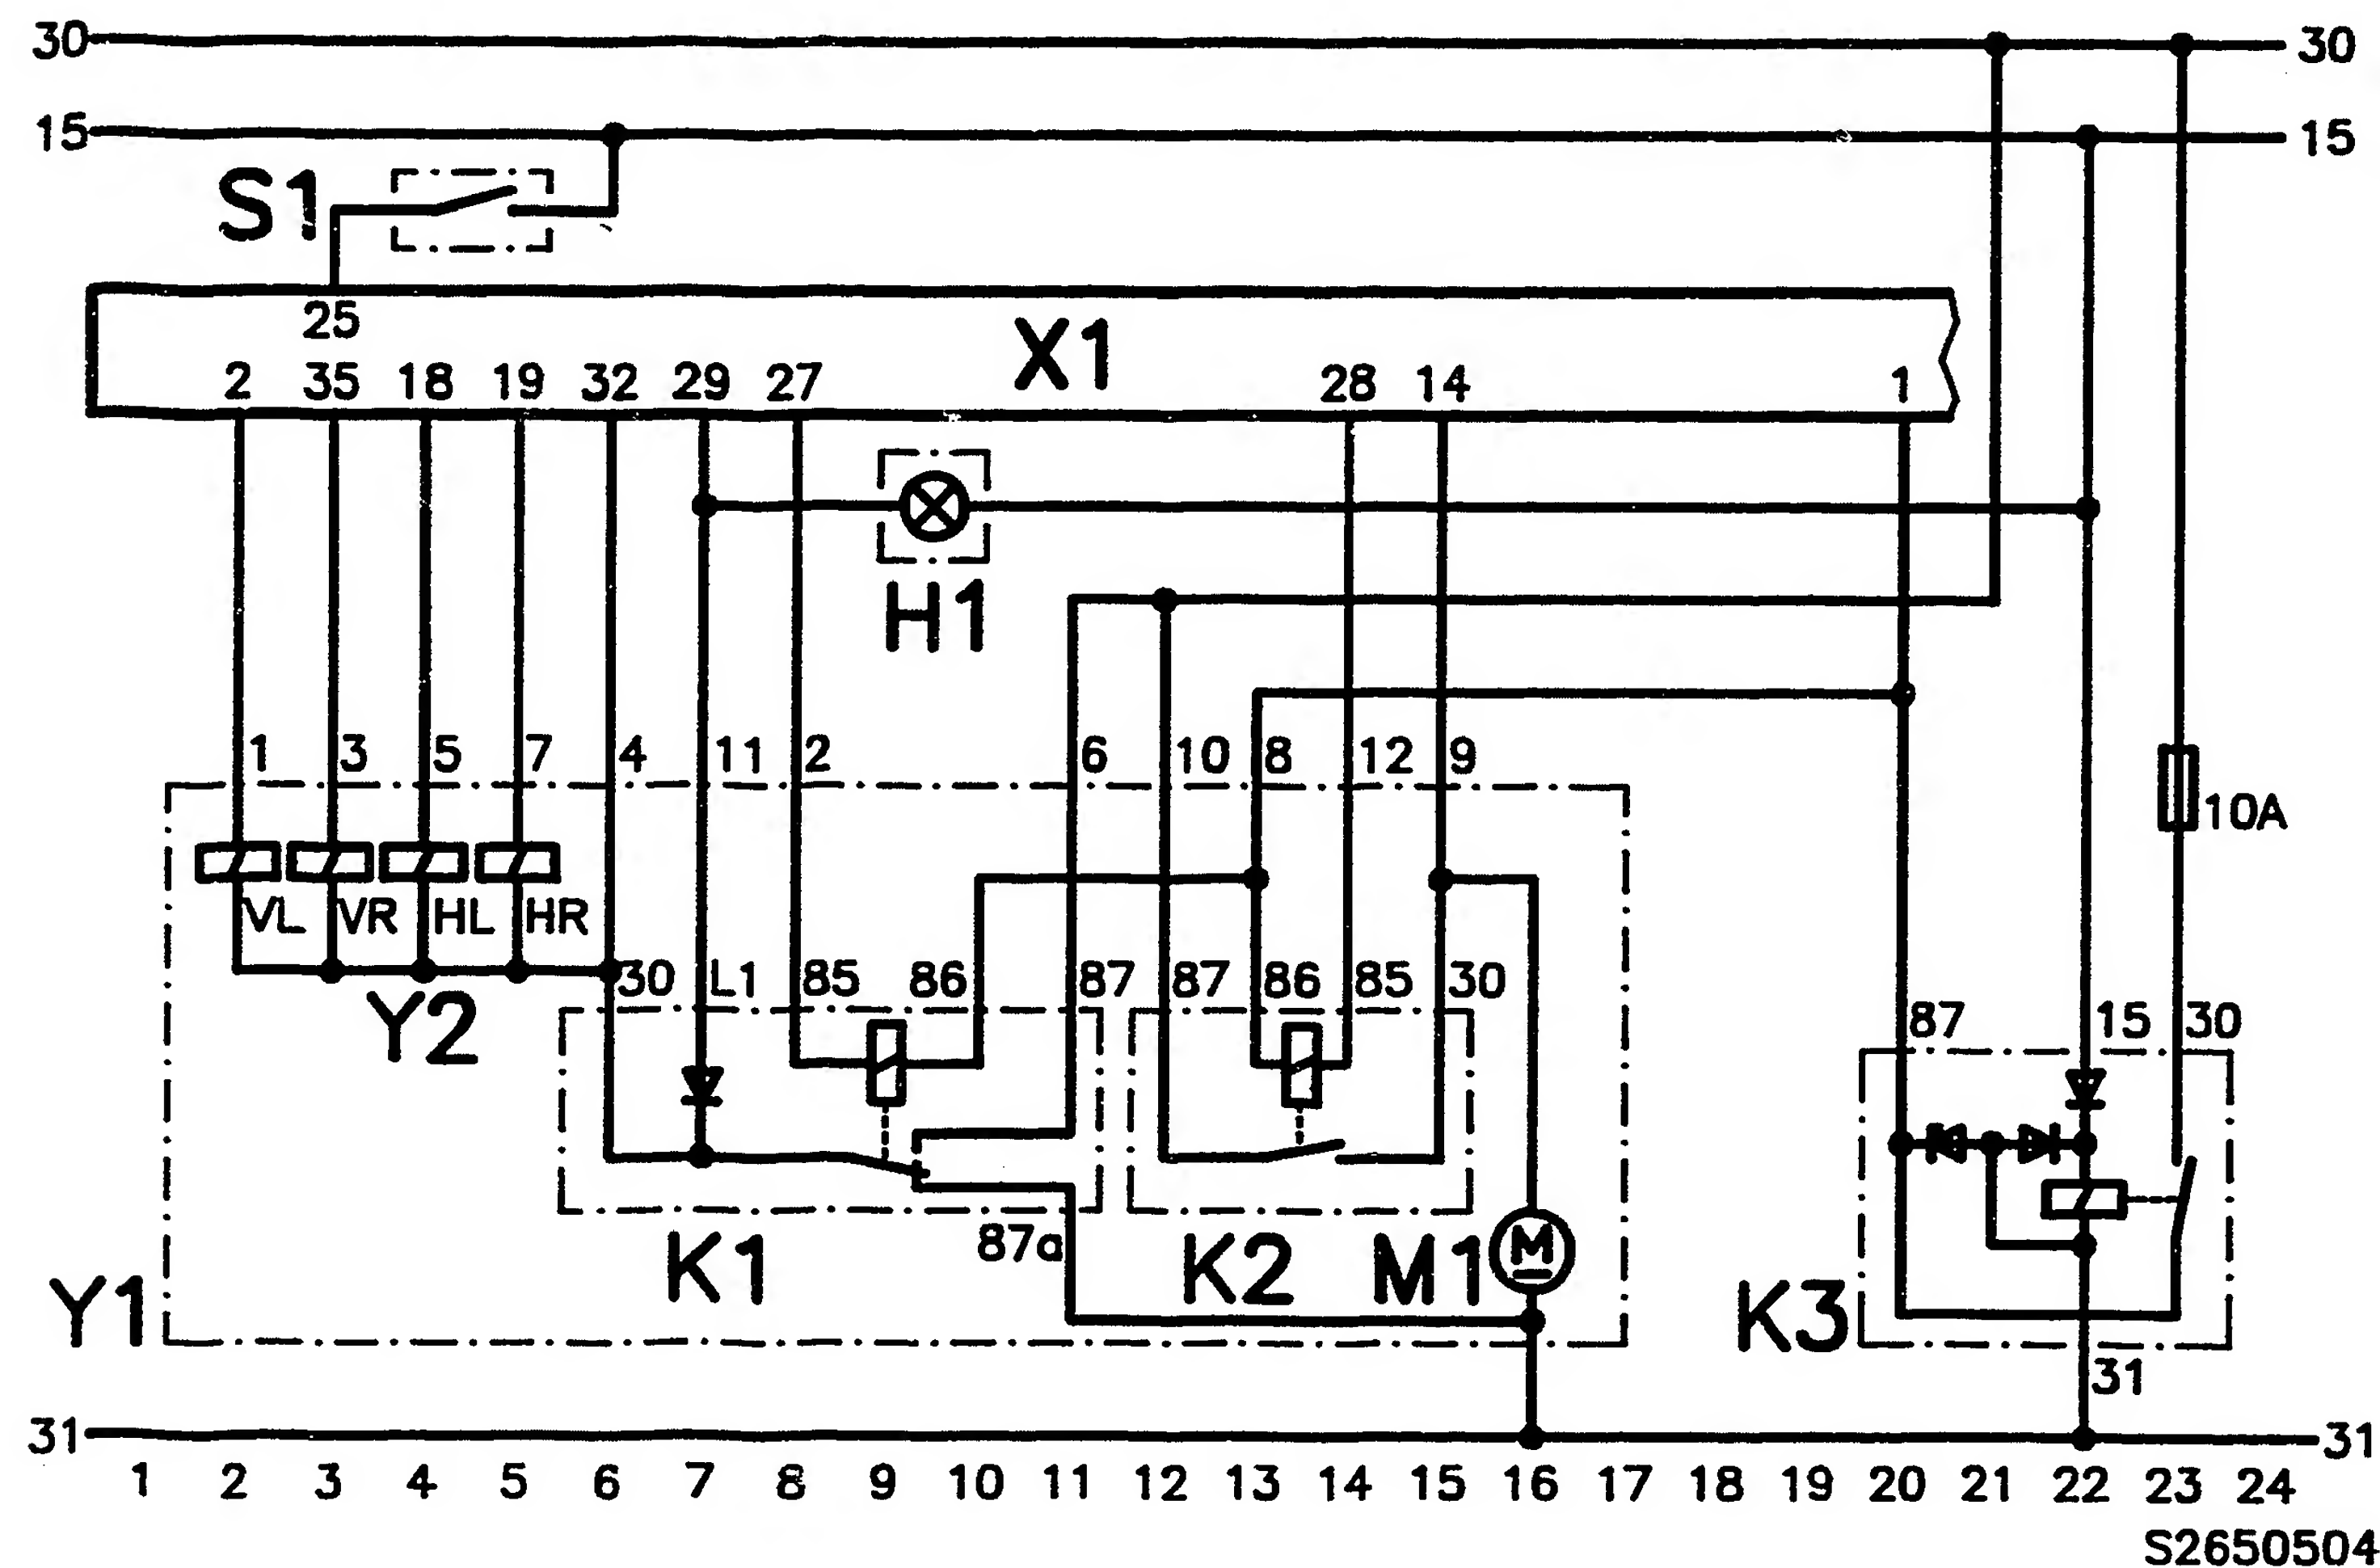 30 30
15 15
S1
25
X1
2 35 18 19 32 29 27 28 14 1
H1
1 3 5 7 4 11 2 6 10 8 12 9
10A
VL VR HL HR
30 L1 85 86 87 87 86 85 30
Y2
87 15 30
87a
K1 K2 M1 M
Y1 K3
31
31 31
1 2 3 4 5 6 7 8 9 10 11 12 13 14 15 16 17 18 19 20 21 22 23 24
S2650504